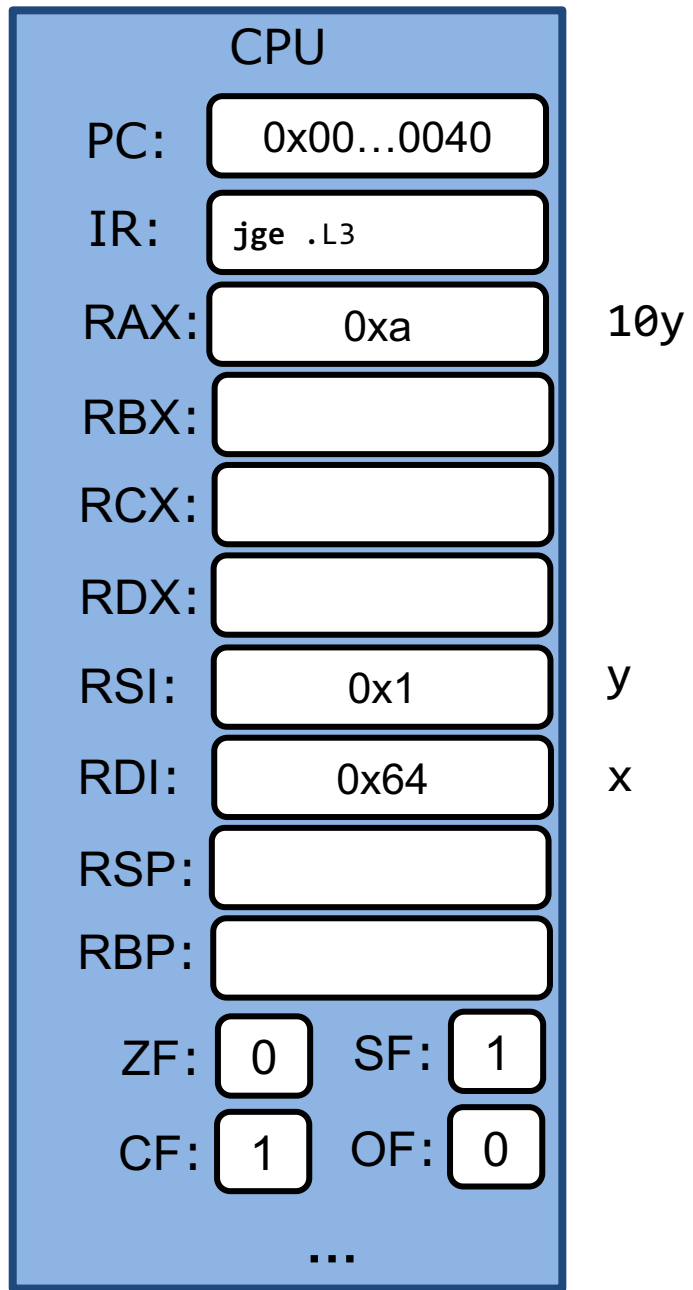 CPU
PC: 0x00…0040
IR: jge .L3
RAX: 0xa 10y
RBX:
RCX:
RDX:
RSI: 0x1 y
RDI: 0x64 x
RSP:
RBP:
ZF: 0 SF: 1
CF: 1 OF: 0
…